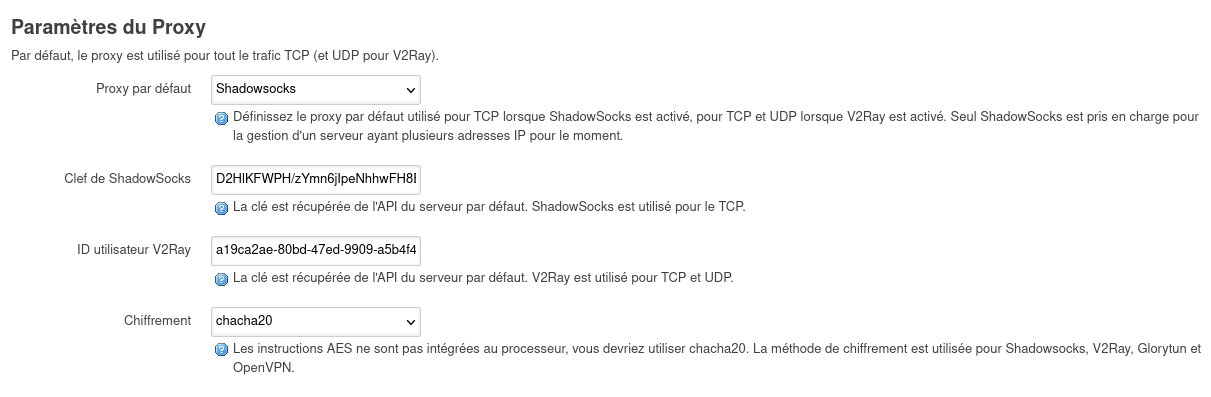 Paramètres du Proxy
Par défaut, le proxy est utilisé pour tout le trafic TCP (et UDP pour V2Ray).
Proxy par défaut Shadowsocks
Définissez le proxy par défaut utilisé pour TCP lorsque ShadowSocks est activé, pour TCP et UDP lorsque V2Ray est activé. Seul ShadowSocks est pris en charge pour
la gestion d'un serveur ayant plusieurs adresses IP pour le moment.
Clef de ShadowSocks
La clé est récupérée de l'API du serveur par défaut. ShadowSocks est utilisé pour le TCP.
ID utilisateur V2Ray a19ca2ae-80bd-47ed-9909-a5b4f4
La clé est récupérée de l'API du serveur par défaut. V2Ray est utilisé pour TCP et UDP.
Chiffrement chacha20
Les instructions AES ne sont pas intégrées au processeur, vous devriez utiliser chacha20. La méthode de chiffrement est utilisée pour Shadowsocks, V2Ray, Glorytun et
OpenVPN.